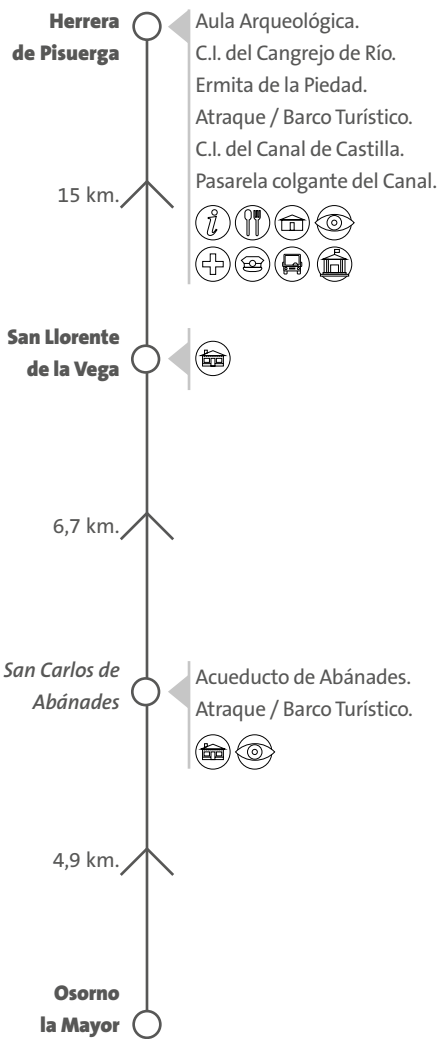 Herrera
de Pisuerga
Aula Arqueológica.
C.I. del Cangrejo de Río.
Ermita de la Piedad.
Atraque / Barco Turístico.
C.I. del Canal de Castilla.
Pasarela colgante del Canal.
i
15 km.
San Llorente
de la Vega
6,7 km.
San Carlos de
Abánades
Acueducto de Abánades.
Atraque / Barco Turístico.
4,9 km.
Osorno
la Mayor